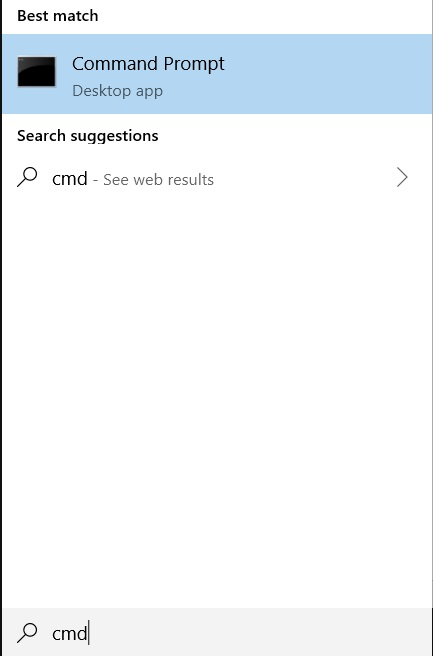 Best match
Command Prompt
Desktop app
Search suggestions
cmd - See web results
cmd